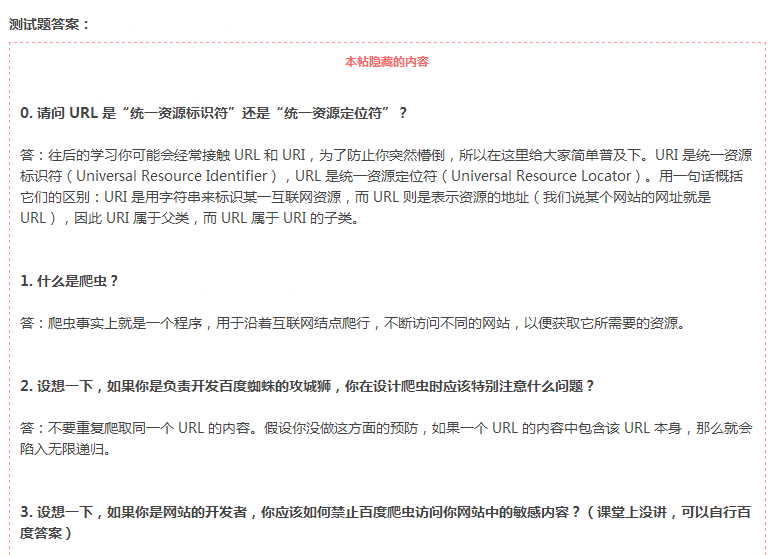 测试题答案：
本帖隐藏的内容
0. 请问 URL 是“统一资源标识符”还是“统一资源定位符”？
答：往后的学习你可能会经常接触 URL 和 URI，为了防止你突然懵倒，所以在这里给大家简单普及下。URI 是统一资源
标识符（Universal Resource Identifier），URL 是统一资源定位符（Universal Resource Locator）。用一句话概括
它们的区别：URI 是用字符串来标识某一互联网资源，而 URL 则是表示资源的地址（我们说某个网站的网址就是
URL），因此 URI 属于父类，而 URL 属于 URI 的子类。
1. 什么是爬虫？
答：爬虫事实上就是一个程序，用于沿着互联网结点爬行，不断访问不同的网站，以便获取它所需要的资源。
2. 设想一下，如果你是负责开发百度蜘蛛的攻城狮，你在设计爬虫时应该特别注意什么问题？
答：不要重复爬取同一个 URL 的内容。假设你没做这方面的预防，如果一个 URL 的内容中包含该 URL 本身，那么就会
陷入无限递归。
3. 设想一下，如果你是网站的开发者，你应该如何禁止百度爬虫访问你网站中的敏感内容？（课堂上没讲，可以自行百
度答案）